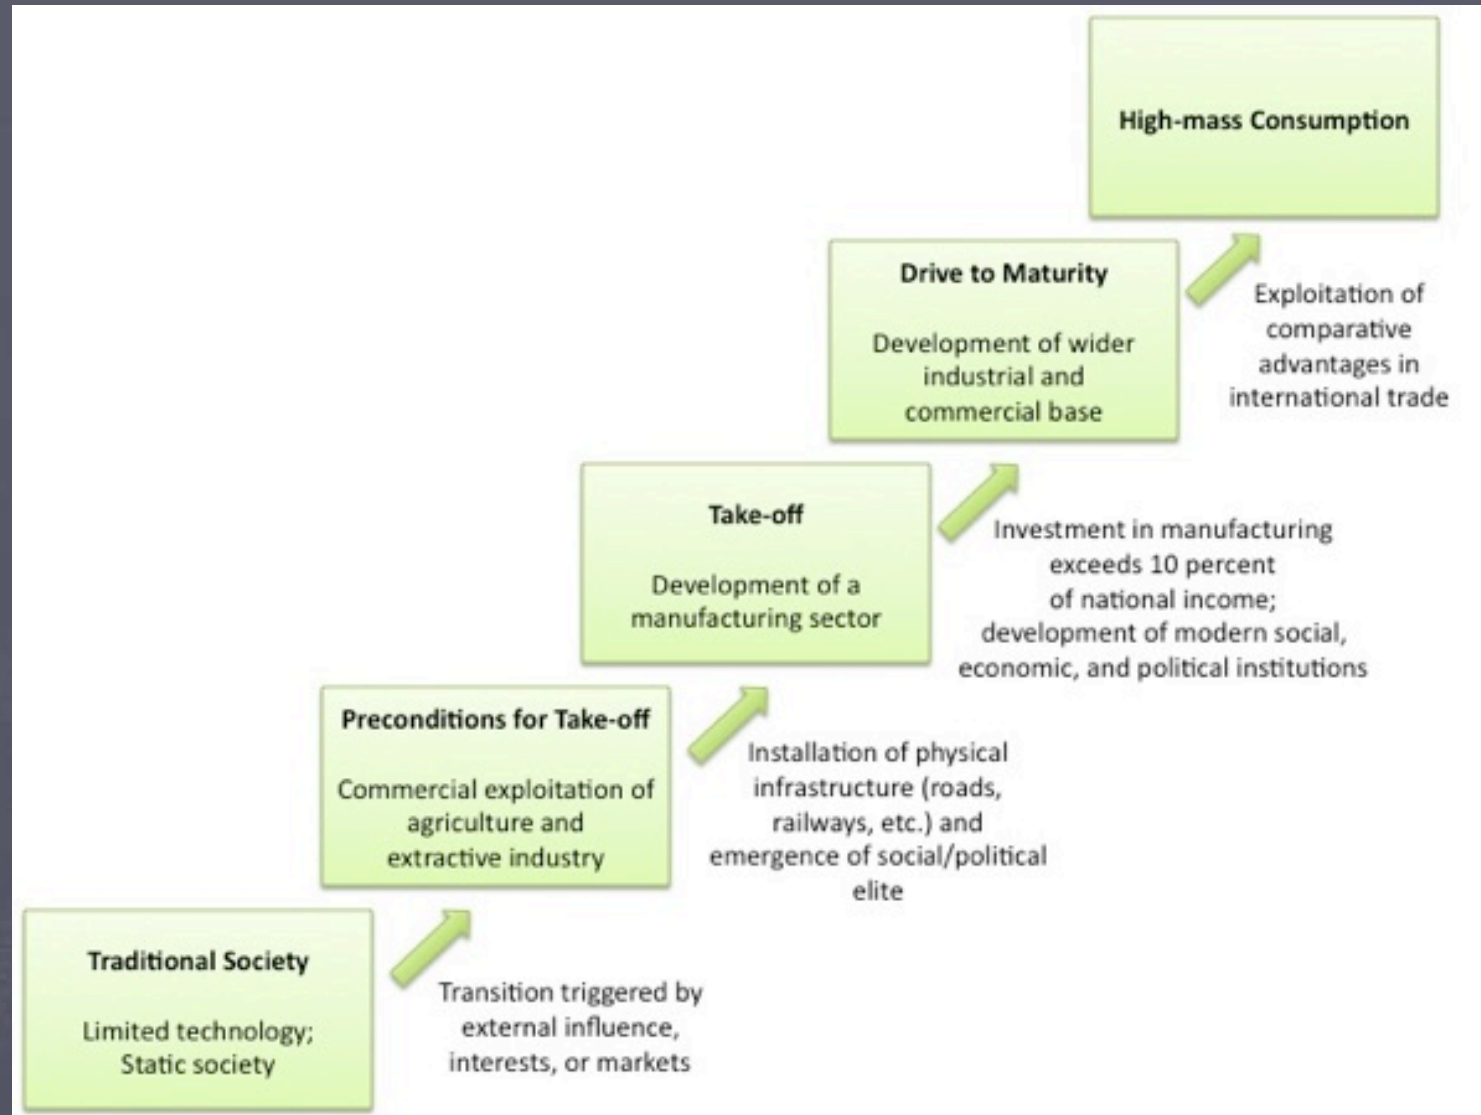 High-mass Consumption
Drive to Maturity
Development of wider
industrial and
commercial base
Exploitation of
comparative
advantages in
international trade
Take-off
Development of a
manufacturing sector
Investment in manufacturing
exceeds 10 percent
of national income;
development of modern social,
economic, and political institutions
Preconditions for Take-off
Commercial exploitation of
agriculture and
extractive industry
Installation of physical
infrastructure (roads,
railways, etc.) and
emergence of social/political
elite
Traditional Society
Limited technology;
Static society
Transition triggered by
external influence,
interests, or markets